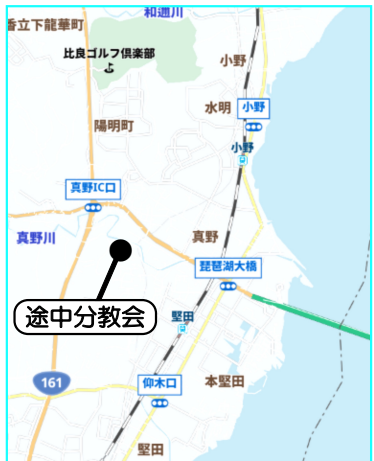 和邇川
香立下龍華町
比良ゴルフ倶楽部
小野
水明
小野
陽明町
小野
真野IC口
真野川
真野
琵琶湖大橋
途中分教会
堅田
161
仰木口
本堅田
堅田